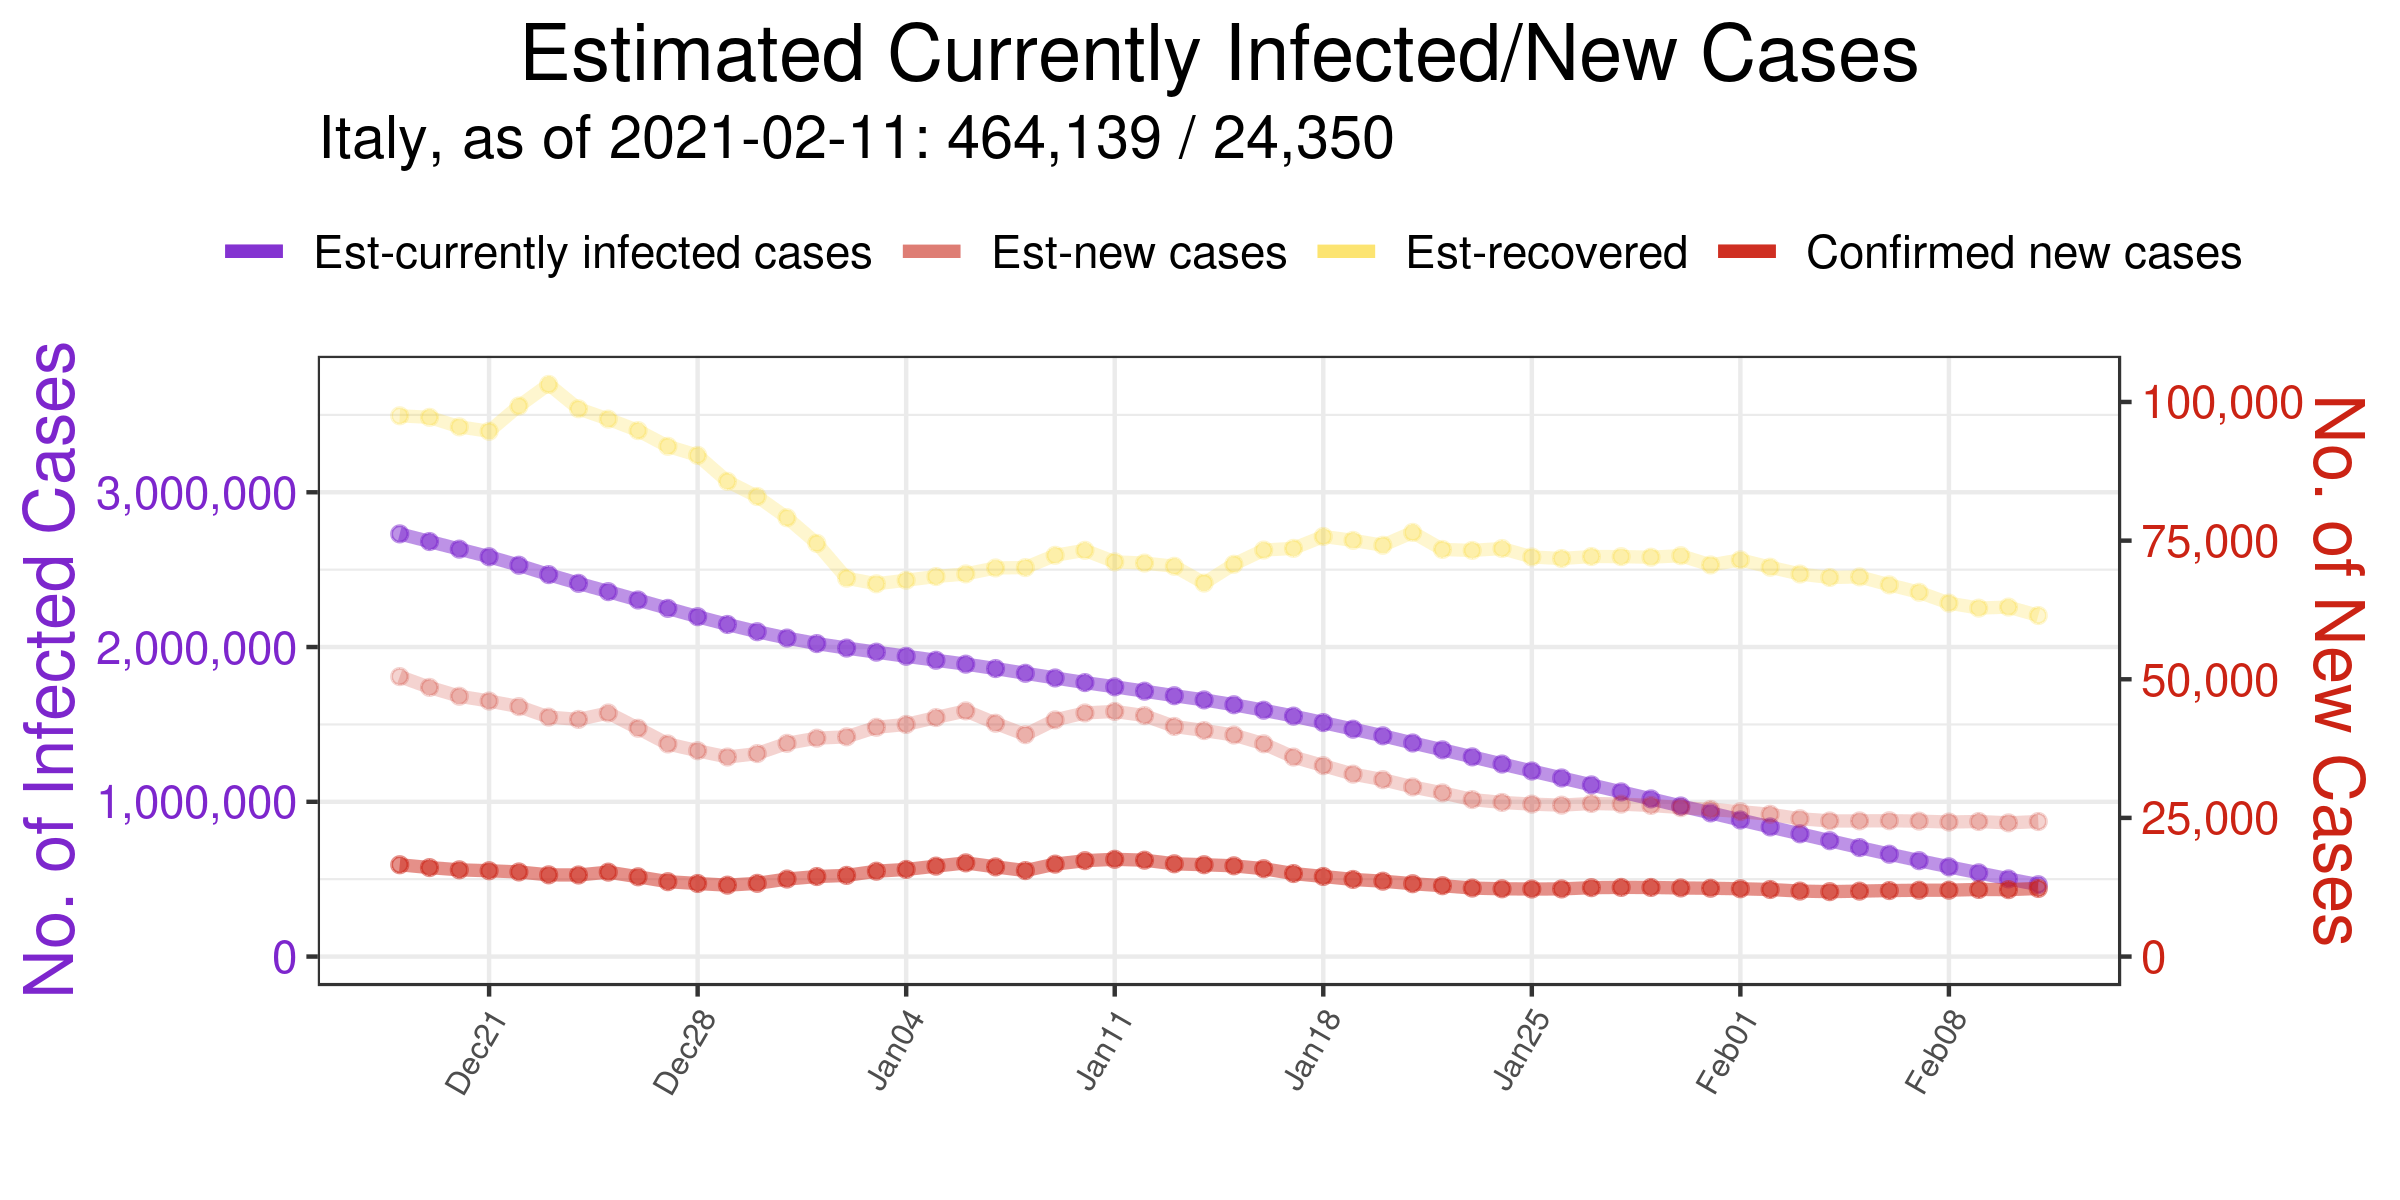 Estimated Currently Infected/New Cases
Italy, as of 2021-02-11: 464,139 / 24,350
Est-currently infected cases Est-new cases Est-recovered Confirmed new cases
No. of Infected Cases
3,000,000
2,000,000
1,000,000
0
100,000
75,000
50,000
25,000
0
No. of New Cases
Dec21 Dec28 Jan04 Jan11 Jan18 Jan25 Feb01 Feb08